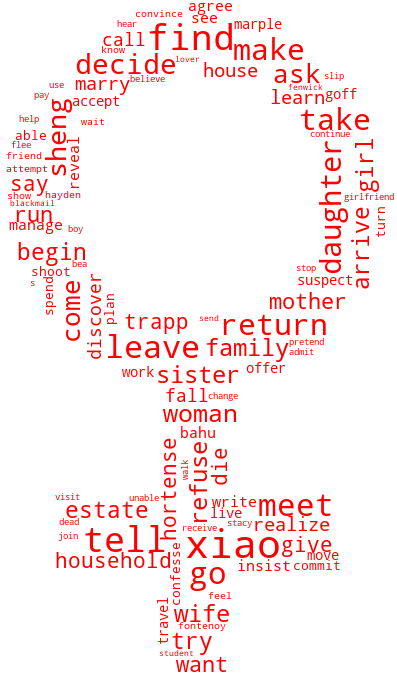 agree
convince
see
hear
find
marple
call
make
know
lover
decide
house
ask
slip
marry
believe
fenwick
use
learn
goff
pay
accept
take
help
wait
continue
able
sheng
flee
reveal
friend
daughter
girl
attempt
say
show
hayden
girlfriend
blackmail
run
arrive
turn
manage
boy
begin
stop
bea
shoot
suspect
s
spend
come
discover
plan
mother
trapp
send
return
leave
family
pretend
admit
work
sister
offer
fall
change
woman
bahu
hortense
refuse
die
walk
visit
unable
write
meet
estate
live
dead
receive
stacy
realize
join
tell
xiao
give
household
confesse
move
go
insist
commit
feel
travel
wife
fontenoy
try
student
want